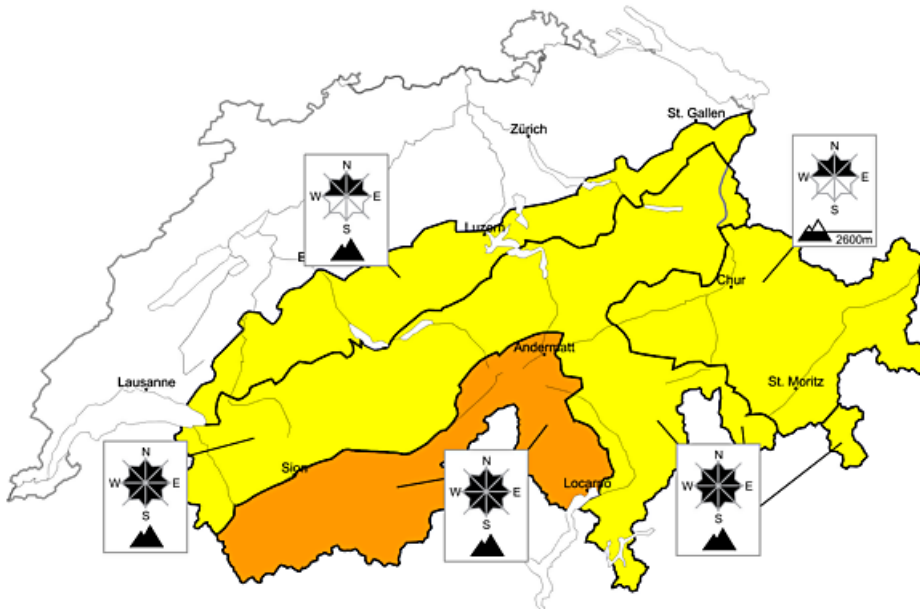 St. Gallen
Zürich
N
W E
S
N
W E
S
2600m
Luzern
Chur
Andermatt
Lausanne
St. Moritz
Sion
Locarno
N
W E
S
N
W E
S
N
W E
S